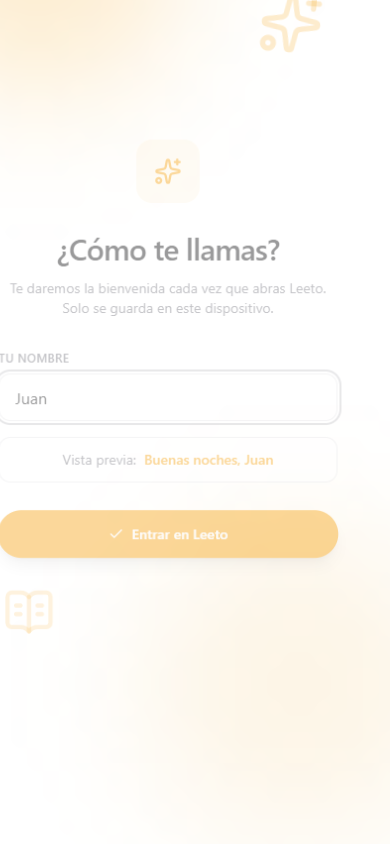 ¿Cómo te llamas?
Te daremos la bienvenida cada vez que abras Leeto.
Solo se guarda en este dispositivo.
TU NOMBRE
Juan
Vista previa: Buenas noches, Juan
Entrar en Leeto